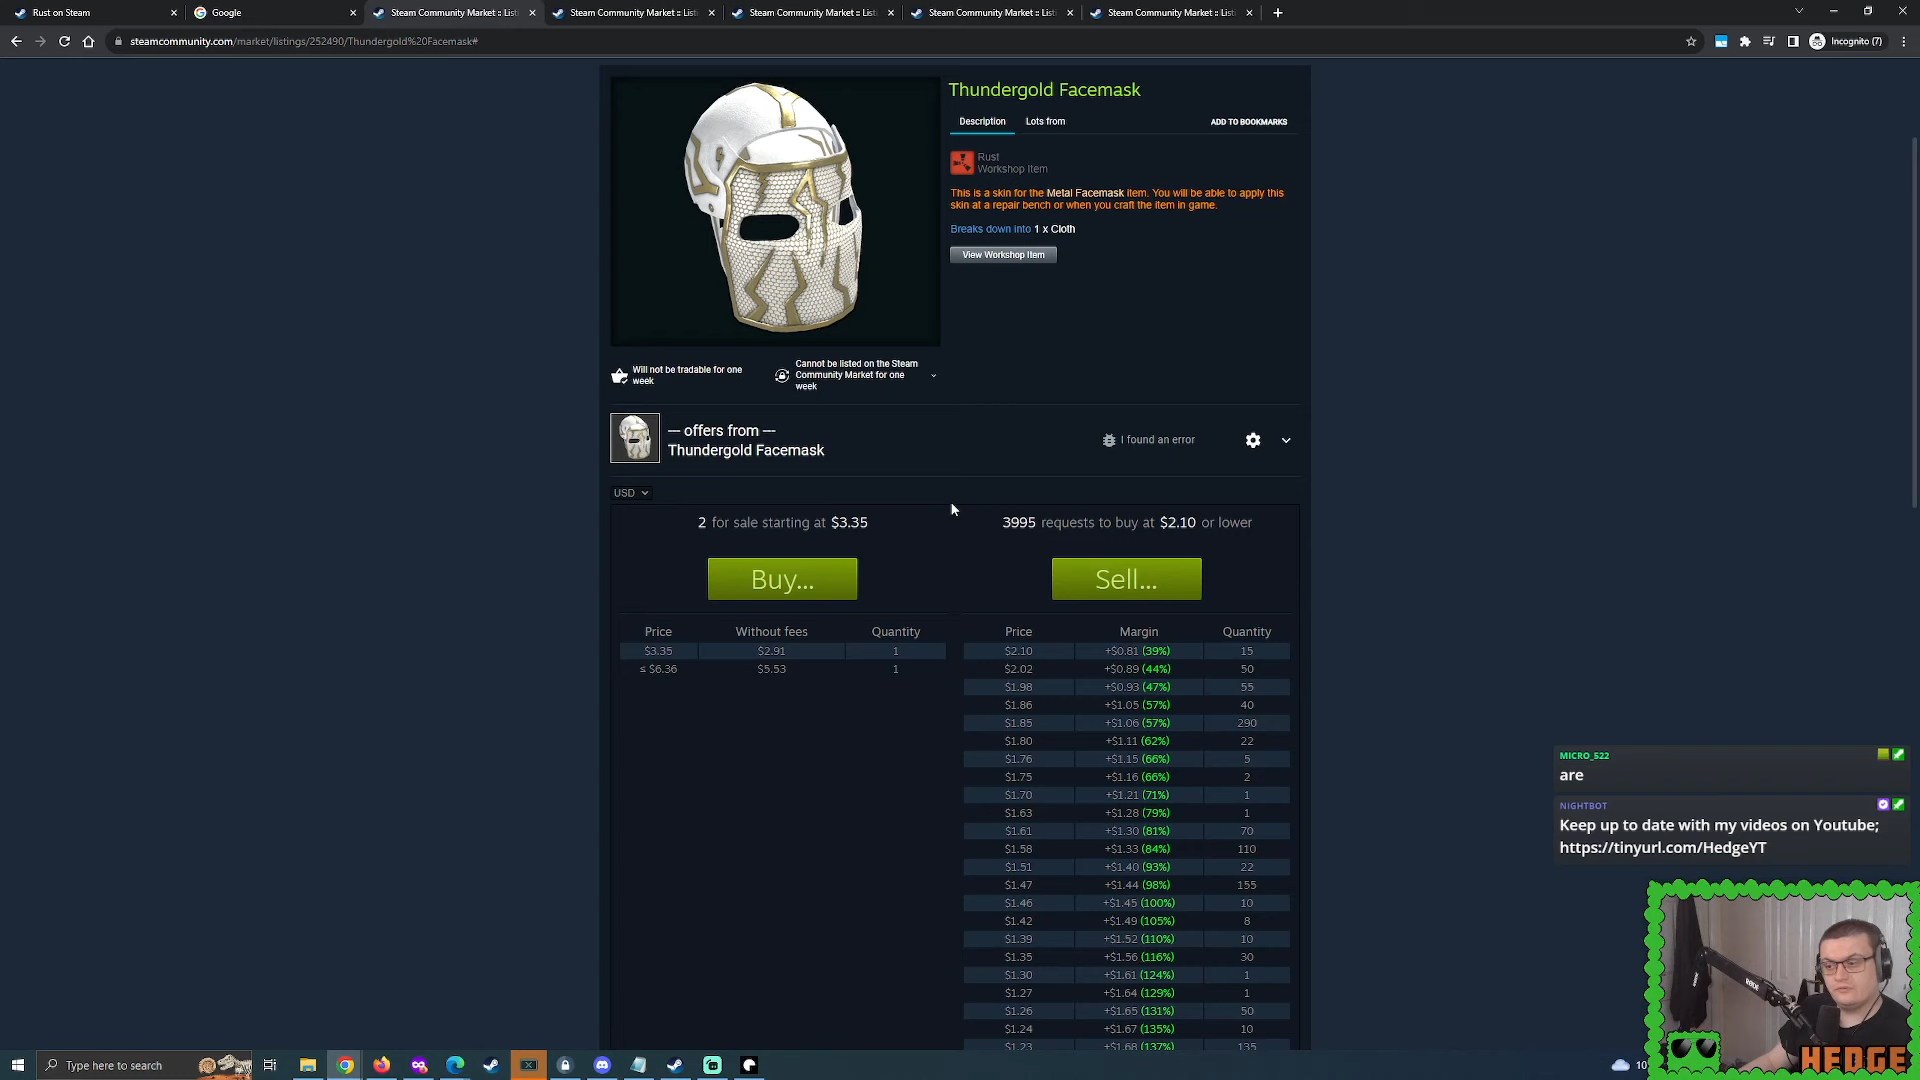 Rust on Steam
Google
Steam Community Market :: Listi
Steam Community Market :: Listi
Steam Community Market :: Listi
Steam Community Market :: Listi
Steam Community Market :: Listi
steamcommunity.com/market/listings/252490/Thundergold%20Facemask#
Incognito (7)
Thundergold Facemask
Description
Lots from
ADD TO BOOKMARKS
Rust
Workshop Item
This is a skin for the Metal Facemask item. You will be able to apply this
skin at a repair bench or when you craft the item in game.
Breaks down into 1 x Cloth
View Workshop Item
Will not be tradable for one
week
Cannot be listed on the Steam
Community Market for one
week
--- offers from ---
Thundergold Facemask
I found an error
USD
2 for sale starting at $3.35
3995 requests to buy at $2.10 or lower
Buy...
Sell...
Price Without fees Quantity
$3.35 $2.91 1
≤ $6.36 $5.53 1
Price Margin Quantity
$2.10 +$0.81 (39%) 15
$2.02 +$0.89 (44%) 50
$1.98 +$0.93 (47%) 55
$1.86 +$1.05 (57%) 40
$1.85 +$1.06 (57%) 290
$1.80 +$1.11 (62%) 22
$1.76 +$1.15 (66%) 5
$1.75 +$1.16 (66%) 2
$1.70 +$1.21 (71%) 1
$1.63 +$1.28 (79%) 1
$1.61 +$1.30 (81%) 70
$1.58 +$1.33 (84%) 110
$1.51 +$1.40 (93%) 22
$1.47 +$1.44 (98%) 155
$1.46 +$1.45 (100%) 10
$1.42 +$1.49 (105%) 8
$1.39 +$1.52 (110%) 10
$1.35 +$1.56 (116%) 30
$1.30 +$1.61 (124%) 1
$1.27 +$1.64 (129%) 1
$1.26 +$1.65 (131%) 50
$1.24 +$1.67 (135%) 10
$1.23 +$1.68 (137%) 135
MICRO_522
are
NIGHTBOT
Keep up to date with my videos on Youtube;
https://tinyurl.com/HedgeYT
RØDE
HEDGE
Type here to search
10